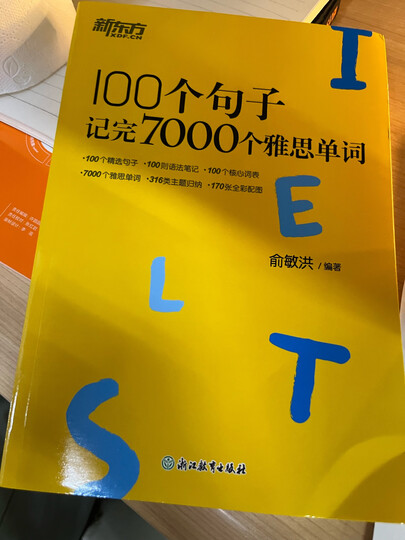 新东方
XDF.CN
I
100个句子
记完7000个雅思单词
·100个精选句子 ·100则语法笔记 ·100个核心词表
·7000个雅思单词 ·316类主题归纳 ·170张全彩配图
E
俞敏洪 / 编著
L
T
S
浙江教育出版社